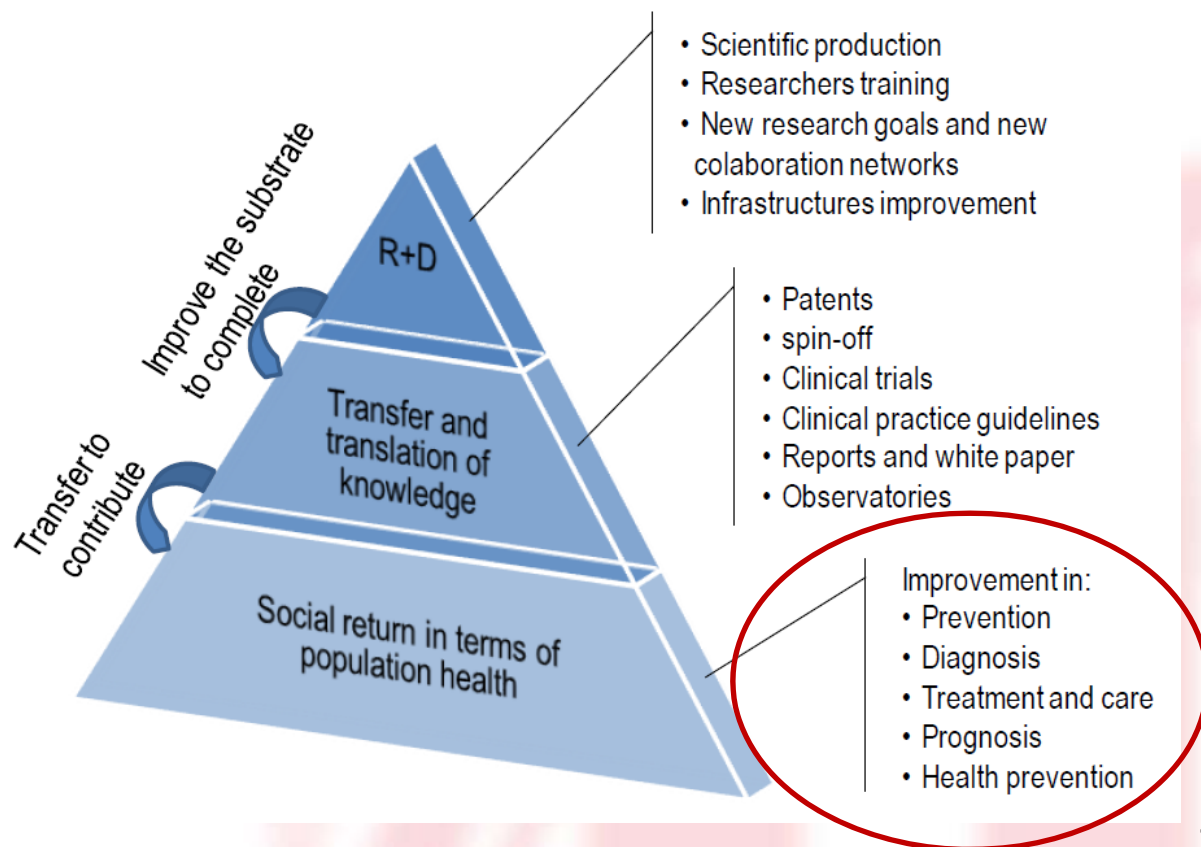 • Scientific production
• Researchers training
• New research goals and new
colaboration networks
• Infrastructures improvement
Improve the substrate
to complete
R+D
• Patents
• spin-off
• Clinical trials
• Clinical practice guidelines
• Reports and white paper
• Observatories
Transfer and
translation of
knowledge
Transfer to
contribute
Social return in terms of
population health
Improvement in:
• Prevention
• Diagnosis
• Treatment and care
• Prognosis
• Health prevention